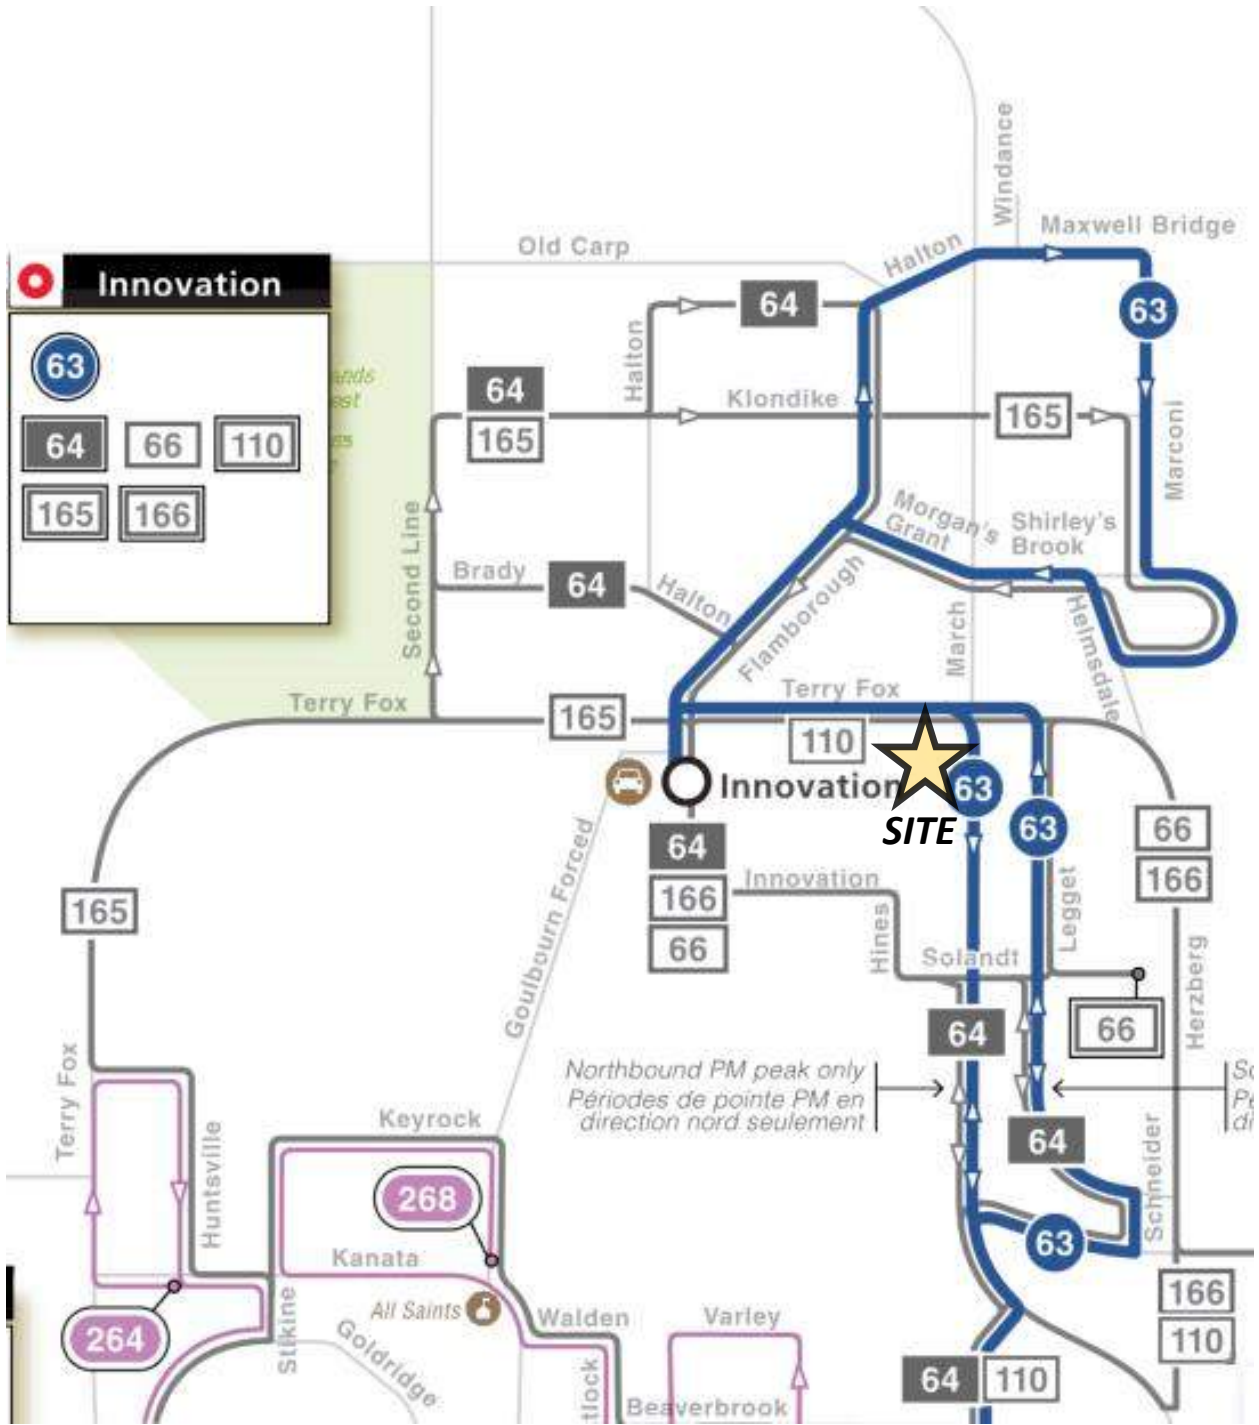 Windance
Maxwell Bridge
Old Carp
Halton
Innovation
63
64
66
110
165
166
64
63
64
165
Halton
Klondike
165
Marconi
Second Line
Morgan's
Grant
Shirley's
Brook
Brady
64
Halton
Flamborough
March
Helmsdale
Terry Fox
165
Terry Fox
110
Innovation
63
63
SITE
66
166
64
166
66
Innovation
Goulbourn Forced
Hines
Legget
Solandt
165
Herzberg
64
66
Northbound PM peak only
Périodes de pointe PM en
direction nord seulement
Terry Fox
Huntsville
Keyrock
64
Schneider
268
63
Kanata
All Saints
264
Stikine
Goldridge
Walden
Varley
166
110
64
110
Beaverbrook